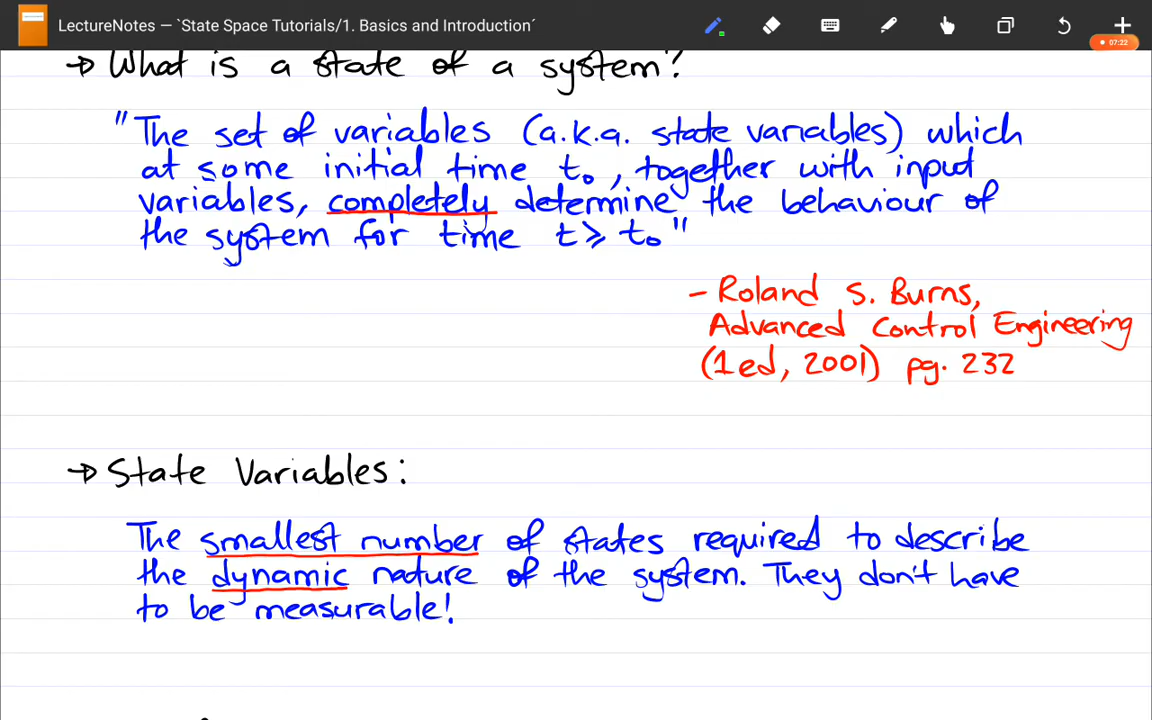 LectureNotes — `State Space Tutorials/1. Basics and Introduction´
07:22
→ What is a state of a system?
"The set of variables (a.k.a. state variables) which
at some initial time t₀, together with input
variables, completely determine the behaviour of
the system for time t ≥ t₀"
- Roland S. Burns,
Advanced Control Engineering
(1ed, 2001) pg. 232
→ State Variables:
The smallest number of states required to describe
the dynamic nature of the system. They don't have
to be measurable!